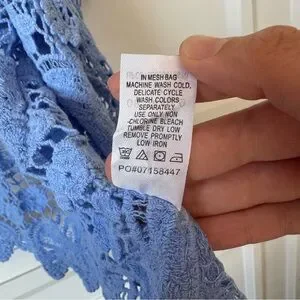 IN MESH BAG
MACHINE WASH COLD,
DELICATE CYCLE
WASH COLORS
SEPARATELY
USE ONLY NON
-CHLORINE BLEACH
TUMBLE DRY LOW
REMOVE PROMPTLY
LOW IRON
PO#07158447